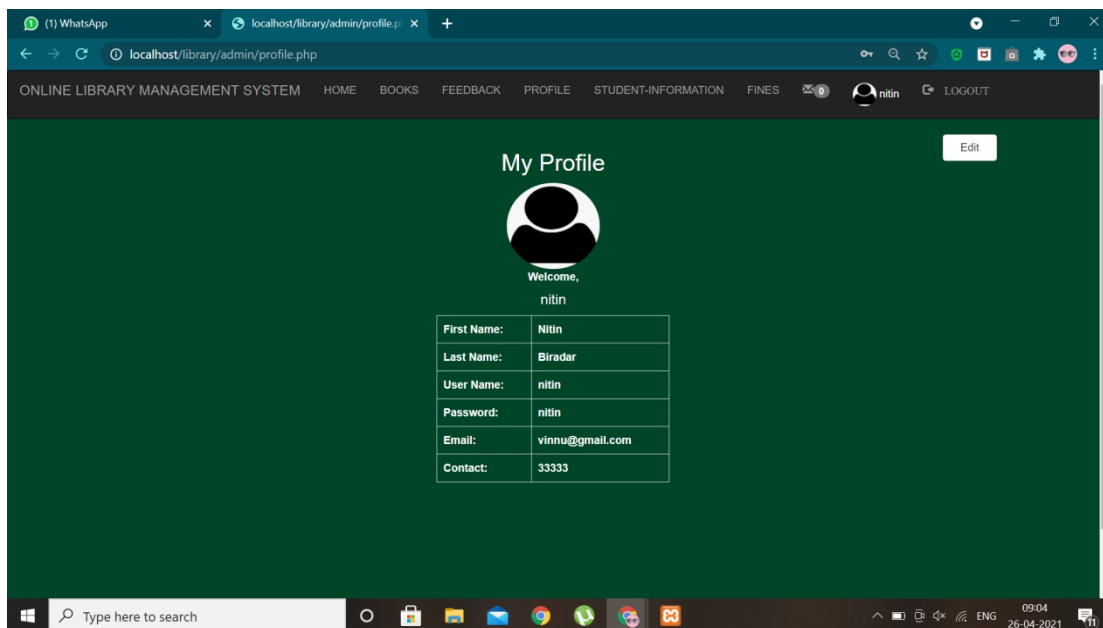 (1) WhatsApp
localhost/library/admin/profile.p
localhost/library/admin/profile.php
ONLINE LIBRARY MANAGEMENT SYSTEM HOME BOOKS FEEDBACK PROFILE STUDENT-INFORMATION FINES 0 nitin LOGOUT
Edit
My Profile
Welcome,
nitin
First Name: Nitin
Last Name: Biradar
User Name: nitin
Password: nitin
Email: vinnu@gmail.com
Contact: 33333
Type here to search
ENG
09:04
26-04-2021
11